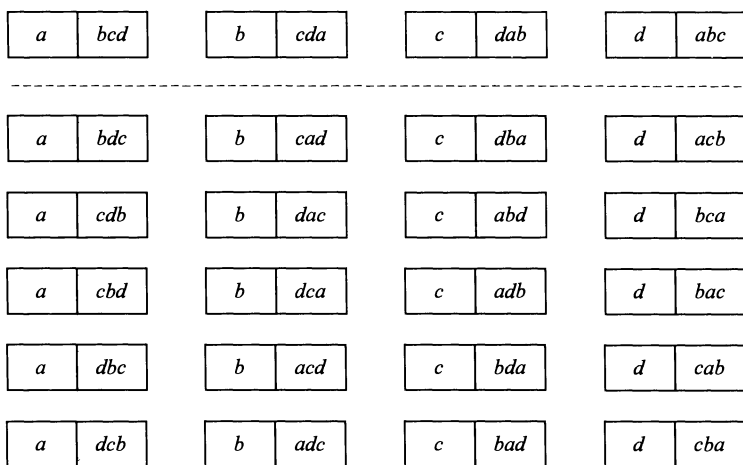 a bcd b cda c dab d abc
a bdc b cad c dba d acb
a cdb b dac c abd d bca
a cbd b dca c adb d bac
a dbc b acd c bda d cab
a dcb b adc c bad d cba